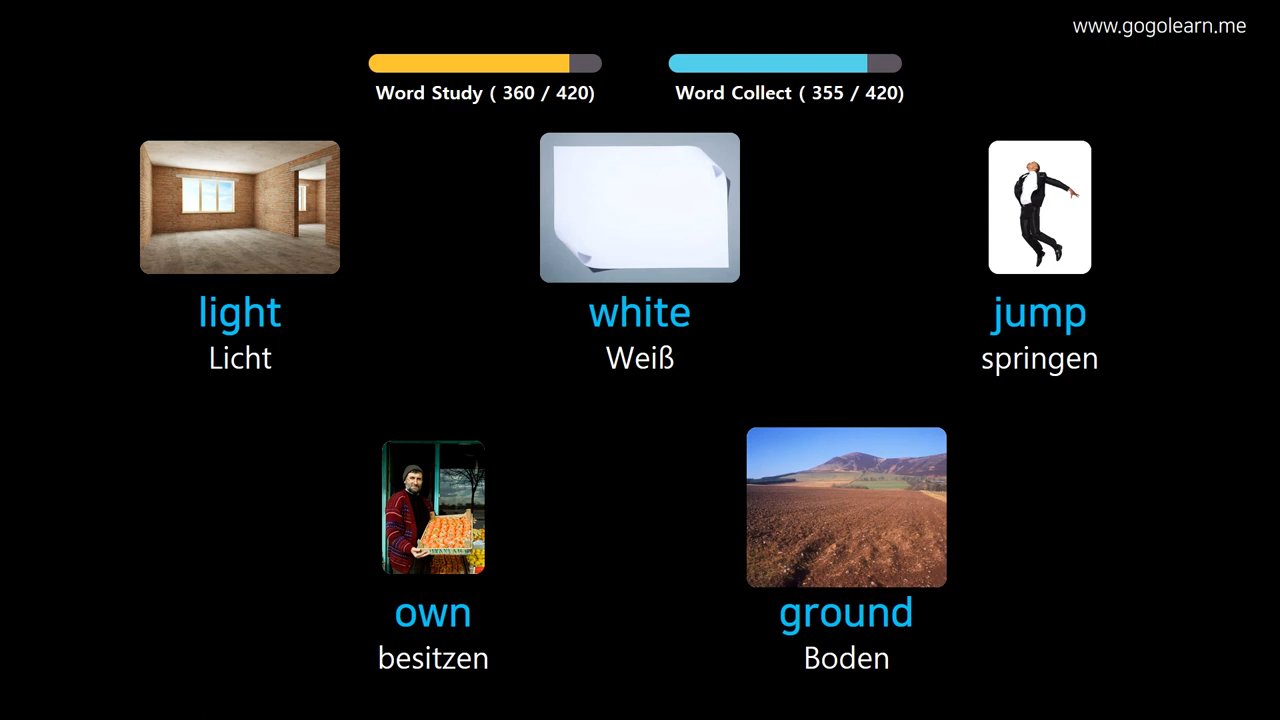 www.gogolearn.me
Word Study ( 360 / 420)
Word Collect ( 355 / 420)
light
Licht
white
Weiß
jump
springen
own
besitzen
ground
Boden